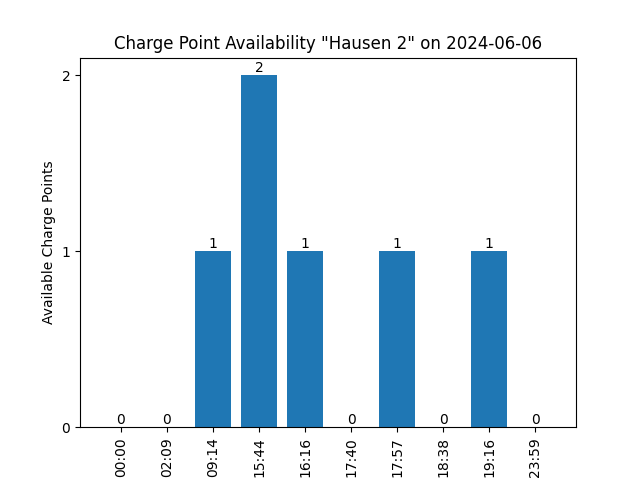 Charge Point Availability "Hausen 2" on 2024-06-06
Available Charge Points
2
1
0
0 0 1 2 1 0 1 0 1 0
00:00 02:09 09:14 15:44 16:16 17:40 17:57 18:38 19:16 23:59